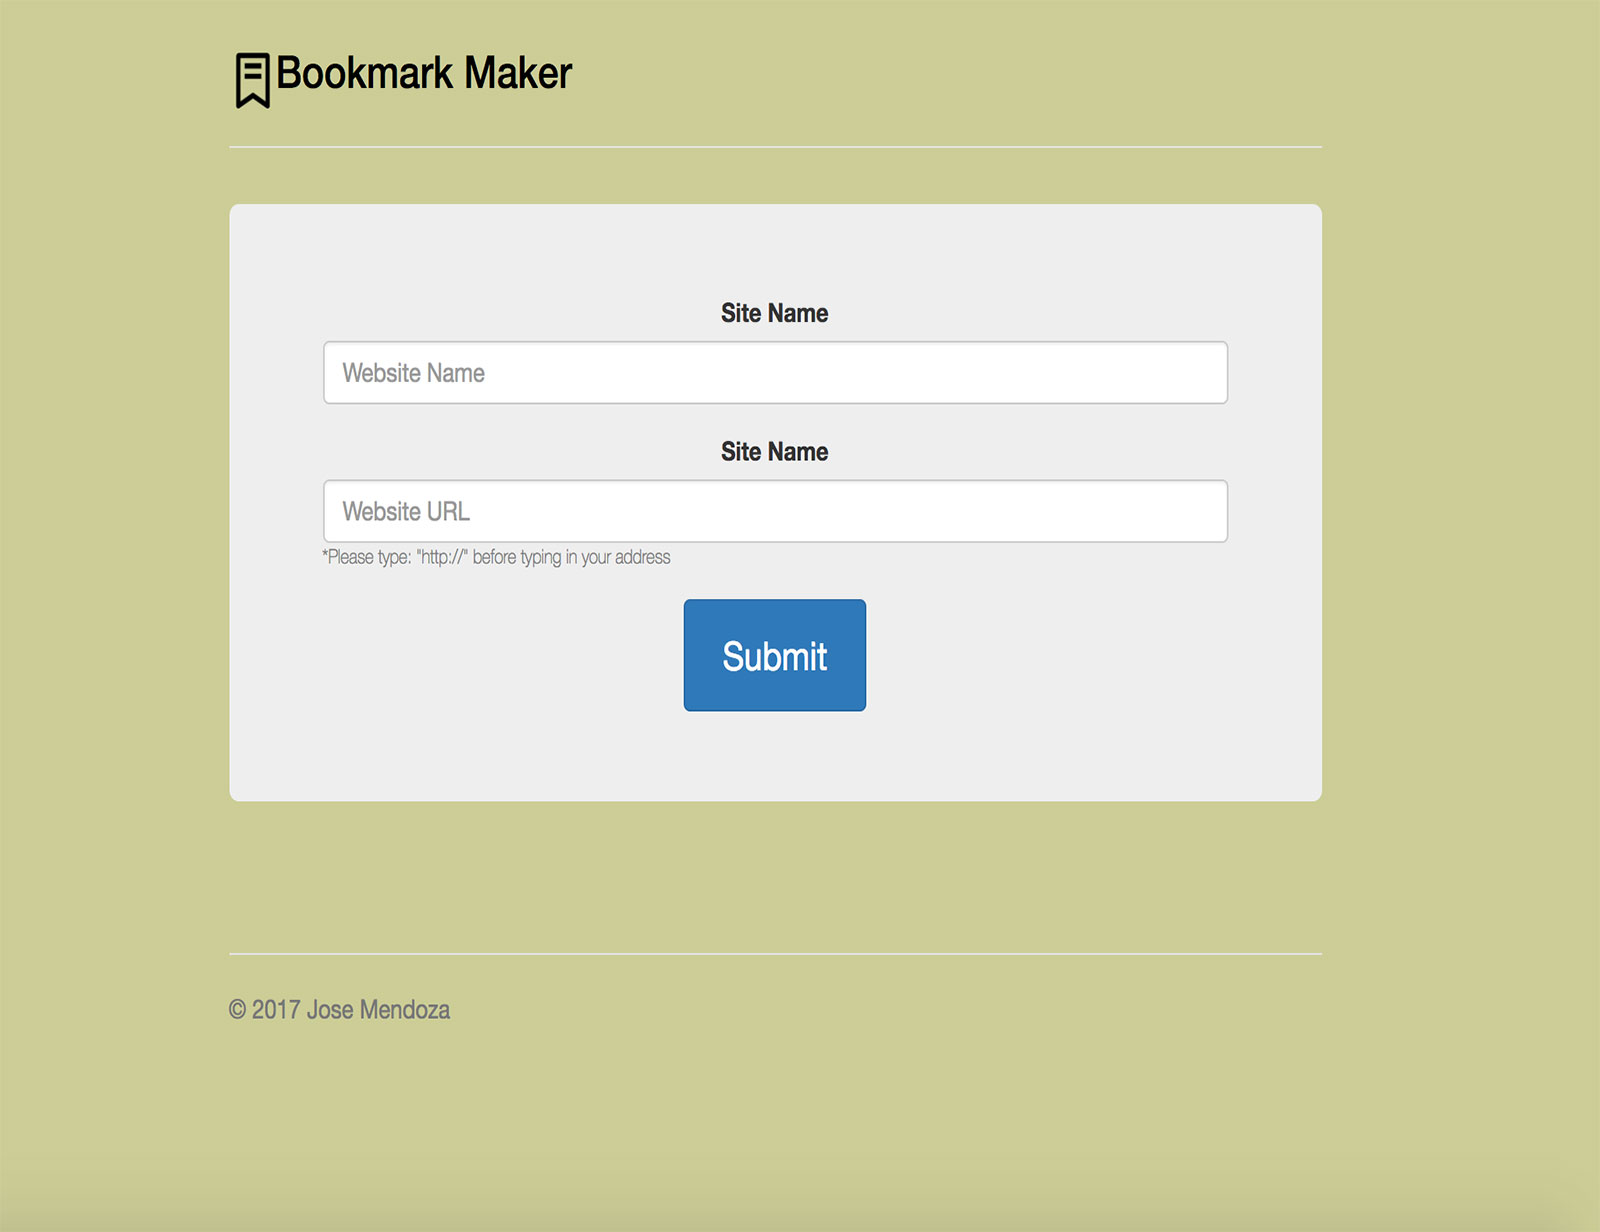 Bookmark Maker
Site Name
Website Name
Site Name
Website URL
*Please type: "http://" before typing in your address
Submit
© 2017 Jose Mendoza